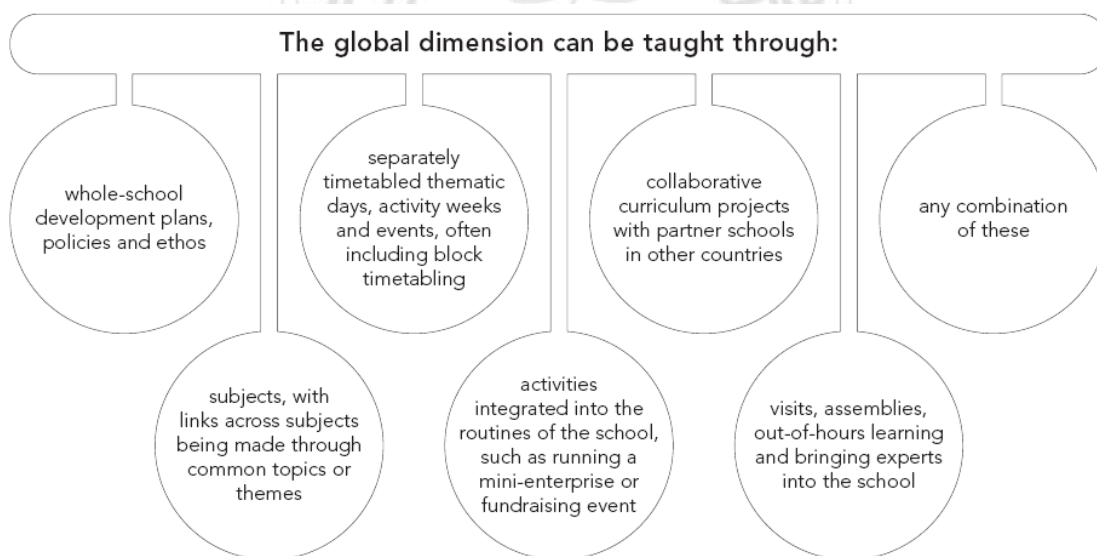 The global dimension can be taught through:
whole-school
development plans,
policies and ethos
subjects, with
links across subjects
being made through
common topics or
themes
separately
timetabled thematic
days, activity weeks
and events, often
including block
timetabling
activities
integrated into the
routines of the school,
such as running a
mini-enterprise or
fundraising event
collaborative
curriculum projects
with partner schools
in other countries
visits, assemblies,
out-of-hours learning
and bringing experts
into the school
any combination
of these